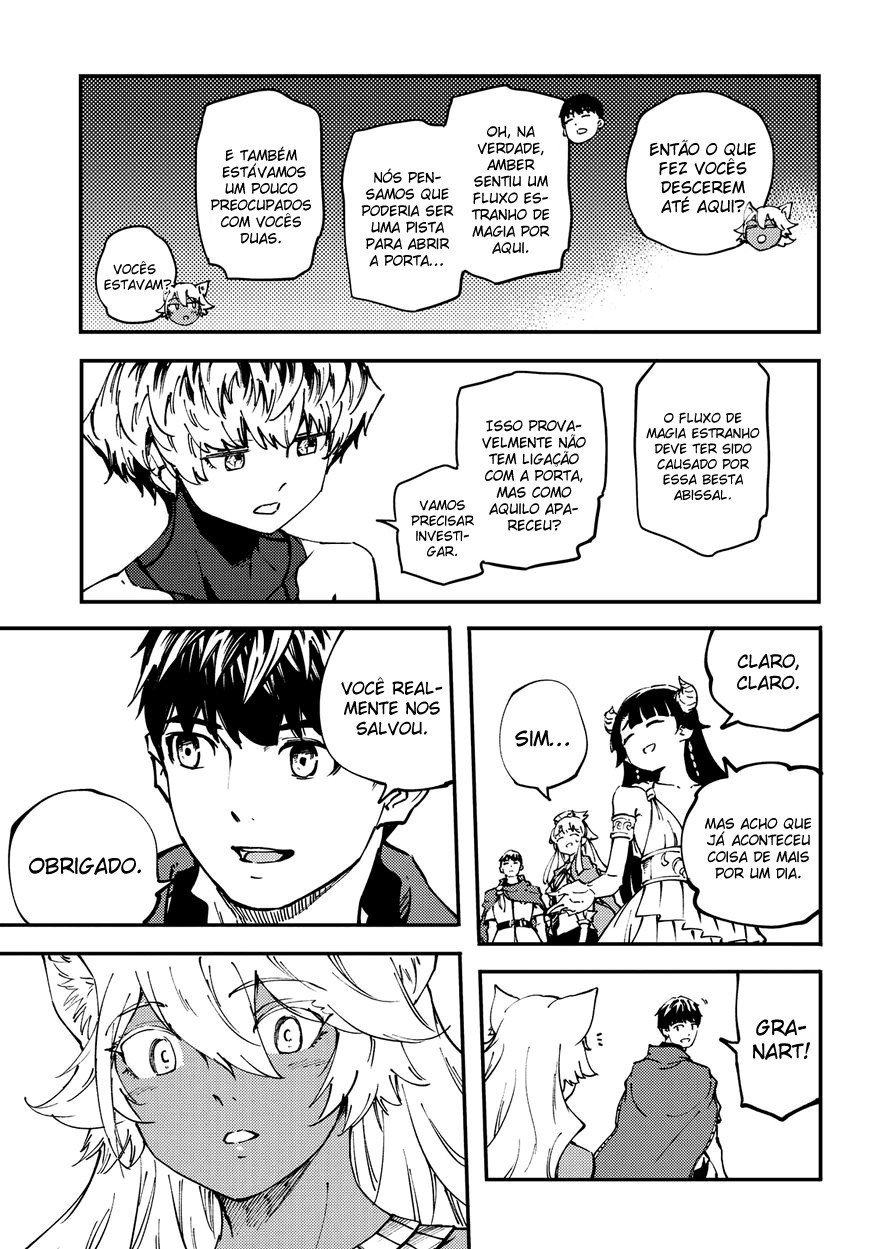 ENTÃO O QUE
FEZ VOCÊS
DESCEREM
ATÉ AQUI?
OH, NA
VERDADE,
AMBER
SENTIU UM
FLUXO ES-
TRANHO DE
MAGIA POR
AQUI.
NÓS PEN-
SAMOS QUE
PODERIA SER
UMA PISTA
PARA ABRIR
A PORTA...
E TAMBÉM
ESTÁVAMOS
UM POUCO
PREOCUPADOS
COM VOCÊS
DUAS.
VOCÊS
ESTAVAM?
O FLUXO DE
MAGIA ESTRANHO
DEVE TER SIDO
CAUSADO POR
ESSA BESTA
ABISSAL.
ISSO PROVA-
VELMENTE NÃO
TEM LIGAÇÃO
COM A PORTA,
MAS COMO
AQUILO APA-
RECEU?
VAMOS
PRECISAR
INVESTI-
GAR.
CLARO,
CLARO.
MAS ACHO QUE
JÁ ACONTECEU
COISA DE MAIS
POR UM DIA.
SIM...
VOCÊ REAL-
MENTE NOS
SALVOU.
OBRIGADO.
GRA-
NART!